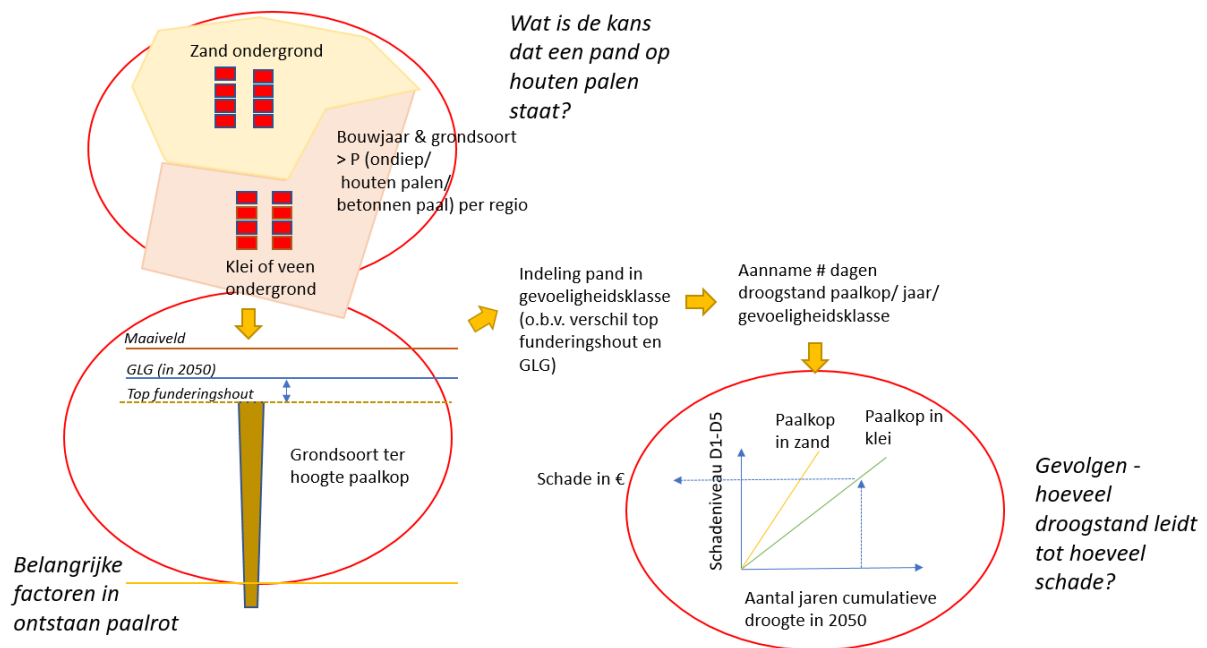 Wat is de kans
dat een pand op
houten palen
staat?
Zand ondergrond
Bouwjaar & grondsoort
> P (ondiep/
houten palen/
betonnen paal) per regio
Klei of veen
ondergrond
Indeling pand in
gevoeligheidsklasse
(o.b.v. verschil top
funderingshout en
GLG)
Aanname # dagen
droogstand paalkop/ jaar/
gevoeligheidsklasse
Maaiveld
GLG (in 2050)
Top funderingshout
Grondsoort ter
hoogte paalkop
Belangrijke
factoren in
ontstaan paalrot
Schade in €
Schadeniveau D1-D5
Paalkop
in zand
Paalkop in
klei
Aantal jaren cumulatieve
droogte in 2050
Gevolgen -
hoeveel
droogstand leidt
tot hoeveel
schade?